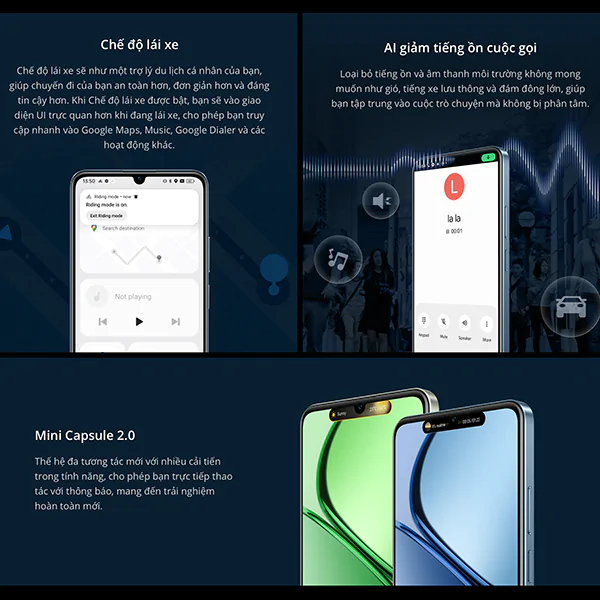 Chế độ lái xe
Chế độ lái xe sẽ như một trợ lý du lịch cá nhân của bạn,
giúp chuyến đi của bạn an toàn hơn, đơn giản hơn và đáng
tin cậy hơn. Khi Chế độ lái xe được bật, bạn sẽ vào giao
diện UI trực quan hơn khi đang lái xe, cho phép bạn truy
cập nhanh vào Google Maps, Music, Google Dialer và các
hoạt động khác.
13:50
Riding mode • now
Riding mode is on.
Exit Riding mode
Search destination
Not playing
AI giảm tiếng ồn cuộc gọi
Loại bỏ tiếng ồn và âm thanh môi trường không mong
muốn như gió, tiếng xe lưu thông và đám đông lớn, giúp
bạn tập trung vào cuộc trò chuyện mà không bị phân tâm.
L
la la
00:01
Keypad Mute Speaker More
Mini Capsule 2.0
Thế hệ đa tương tác mới với nhiều cải tiến
trong tính năng, cho phép bạn trực tiếp thao
tác với thông báo, mang đến trải nghiệm
hoàn toàn mới.
Sunny